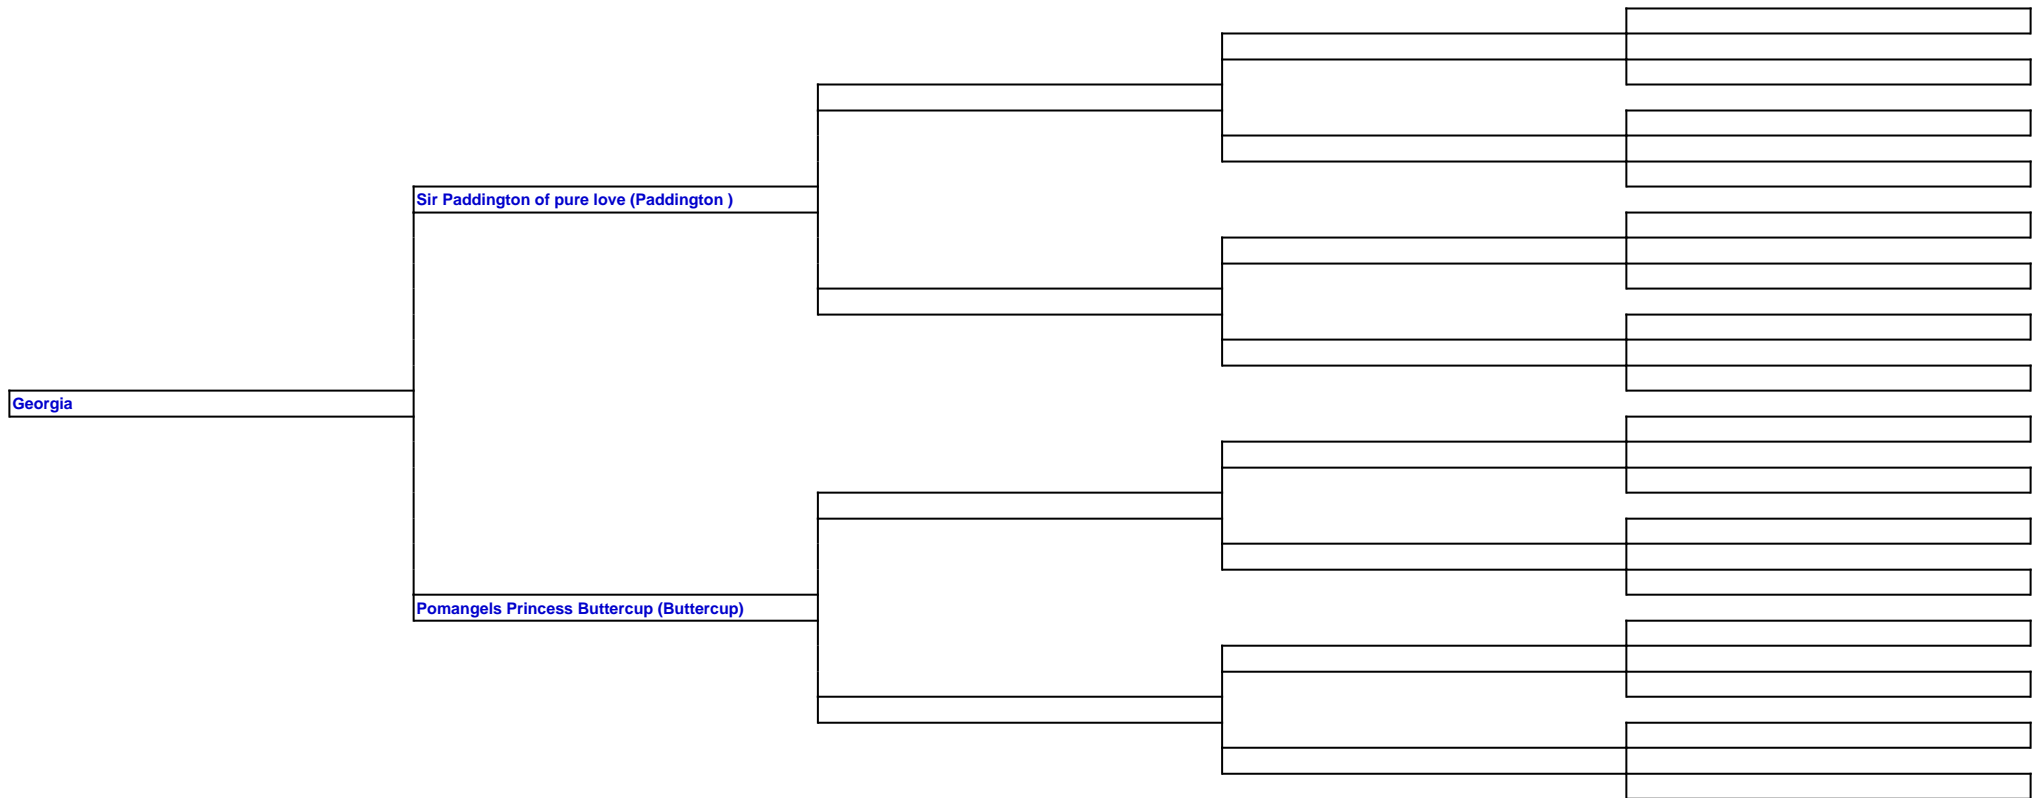 Sir Paddington of pure love (Paddington )
Georgia
Pomangels Princess Buttercup (Buttercup)